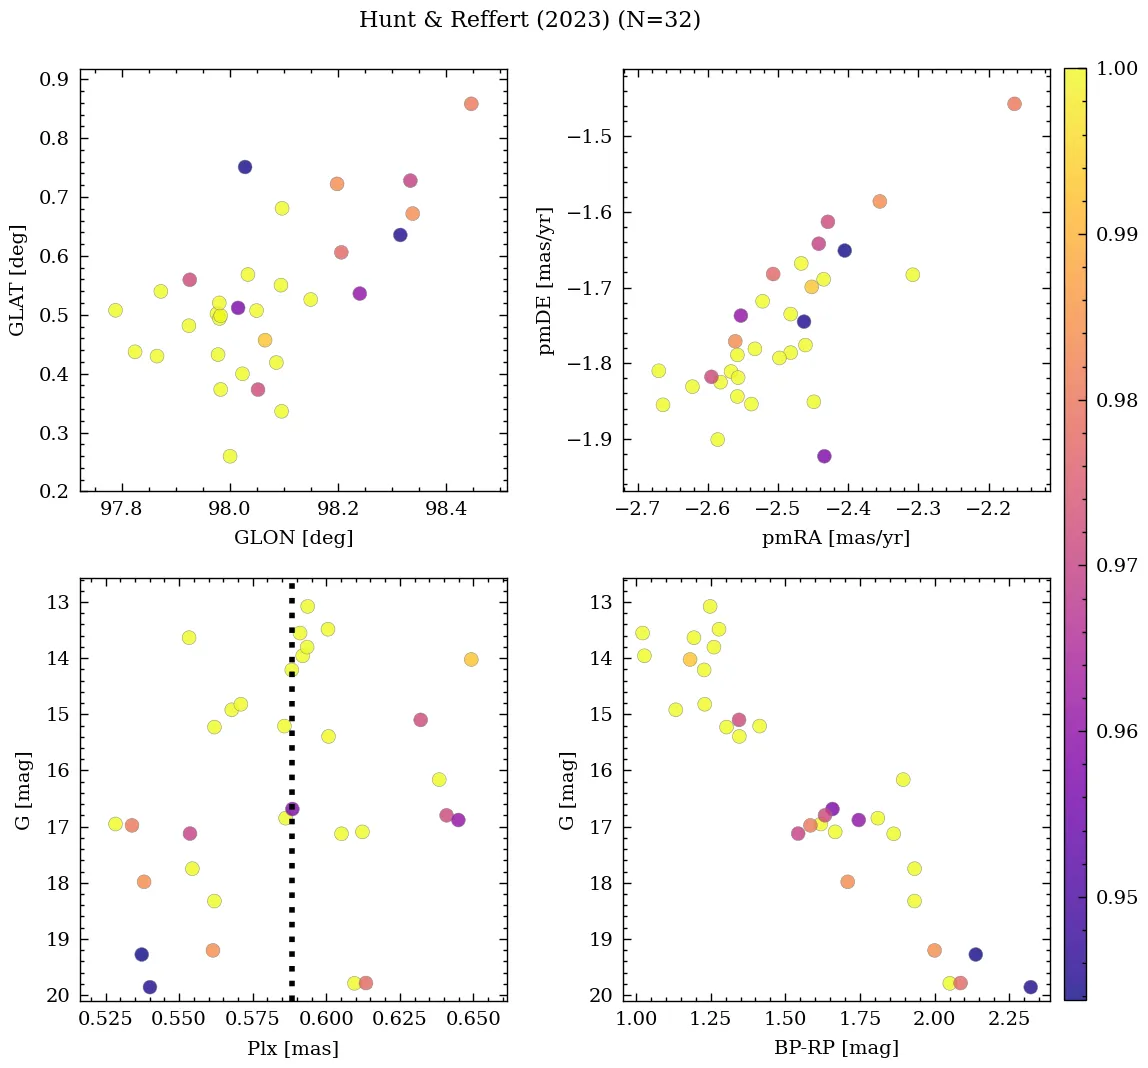 Hunt & Reffert (2023) (N=32)
0.9
0.8
0.7
0.6
0.5
0.4
0.3
0.2
GLAT [deg]
97.8 98.0 98.2 98.4
GLON [deg]
−1.5
−1.6
−1.7
−1.8
−1.9
pmDE [mas/yr]
−2.7 −2.6 −2.5 −2.4 −2.3 −2.2
pmRA [mas/yr]
13
14
15
16
17
18
19
20
G [mag]
0.525 0.550 0.575 0.600 0.625 0.650
Plx [mas]
13
14
15
16
17
18
19
20
G [mag]
1.00 1.25 1.50 1.75 2.00 2.25
BP-RP [mag]
1.00
0.99
0.98
0.97
0.96
0.95